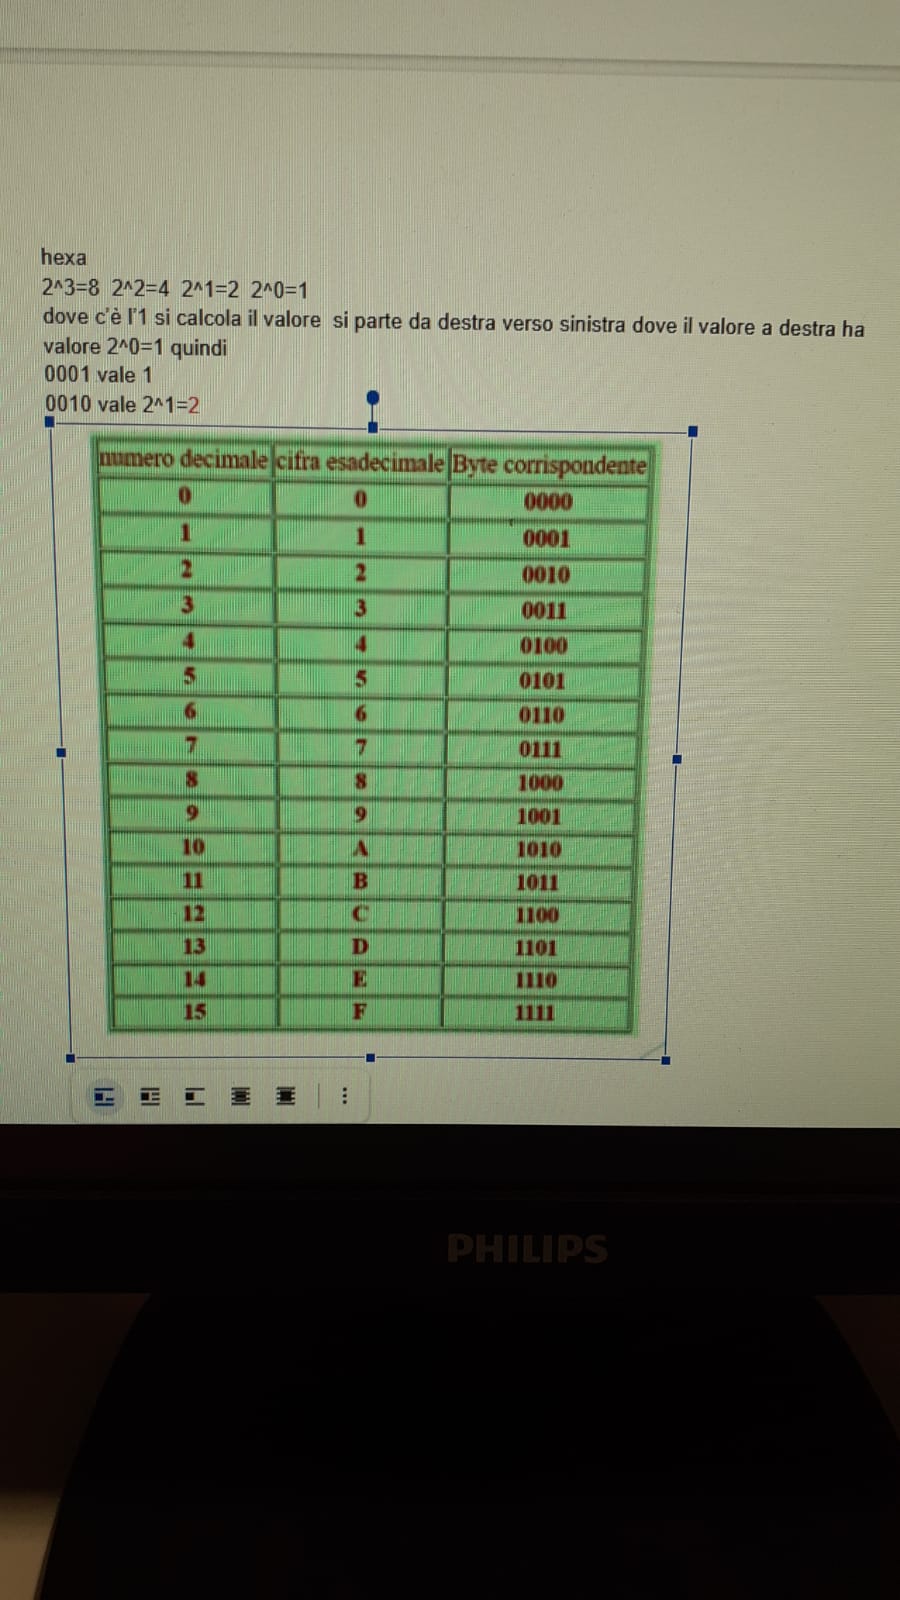 hexa
2^3=8 2^2=4 2^1=2 2^0=1
dove c'è l'1 si calcola il valore si parte da destra verso sinistra dove il valore a destra ha
valore 2^0=1 quindi
0001 vale 1
0010 vale 2^1=2
numero decimale cifra esadecimale Byte corrispondente
0 0 0000
1 1 0001
2 2 0010
3 3 0011
4 4 0100
5 5 0101
6 6 0110
7 7 0111
8 8 1000
9 9 1001
10 A 1010
11 B 1011
12 C 1100
13 D 1101
14 E 1110
15 F 1111
PHILIPS